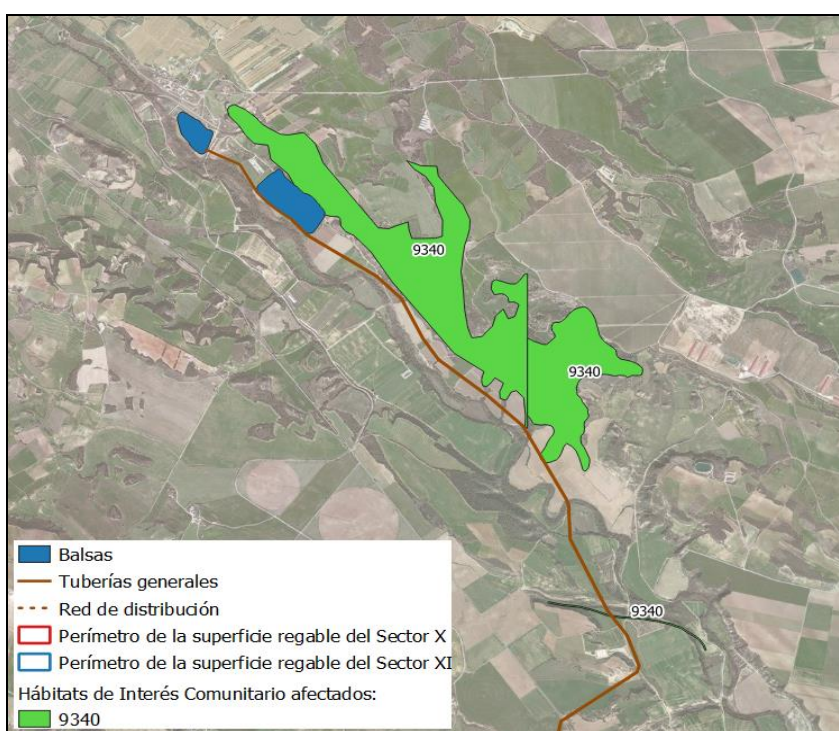 9340
9340
9340
Balsas
Tuberías generales
Red de distribución
Perímetro de la superficie regable del Sector X
Perímetro de la superficie regable del Sector XI
Hábitats de Interés Comunitario afectados:
9340